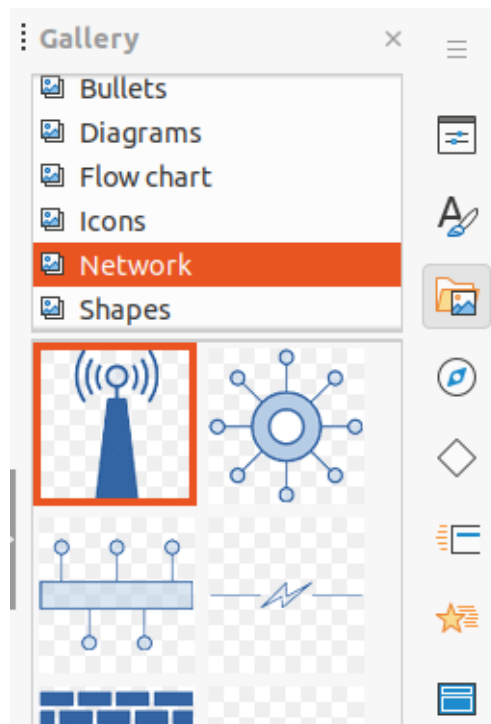 Gallery
Bullets
Diagrams
Flow chart
Icons
Network
Shapes